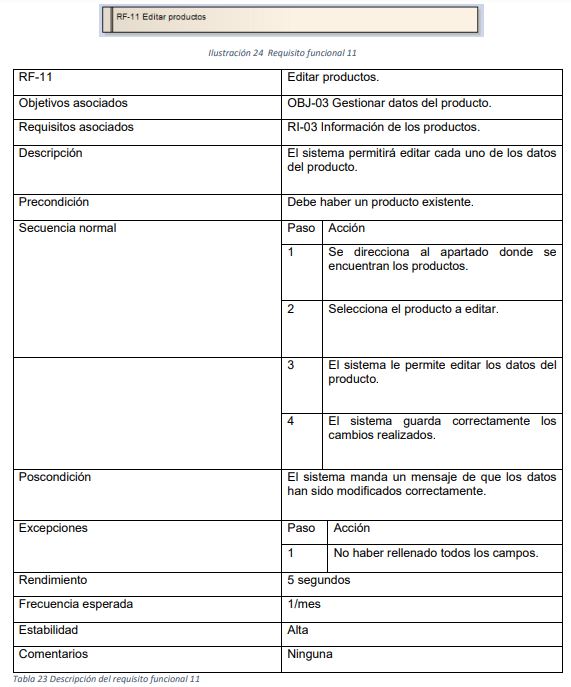 RF-11 Editar productos
Ilustración 24 Requisito funcional 11
RF-11
Editar productos.
Objetivos asociados
OBJ-03 Gestionar datos del producto.
Requisitos asociados
RI-03 Información de los productos.
Descripción
El sistema permitirá editar cada uno de los datos
del producto.
Precondición
Debe haber un producto existente.
Secuencia normal
Paso Acción
1 Se direcciona al apartado donde se
encuentran los productos.
2 Selecciona el producto a editar.
3 El sistema le permite editar los datos del
producto.
4 El sistema guarda correctamente los
cambios realizados.
Poscondición
El sistema manda un mensaje de que los datos
han sido modificados correctamente.
Excepciones
Paso Acción
1 No haber rellenado todos los campos.
Rendimiento
5 segundos
Frecuencia esperada
1/mes
Estabilidad
Alta
Comentarios
Ninguna
Tabla 23 Descripción del requisito funcional 11